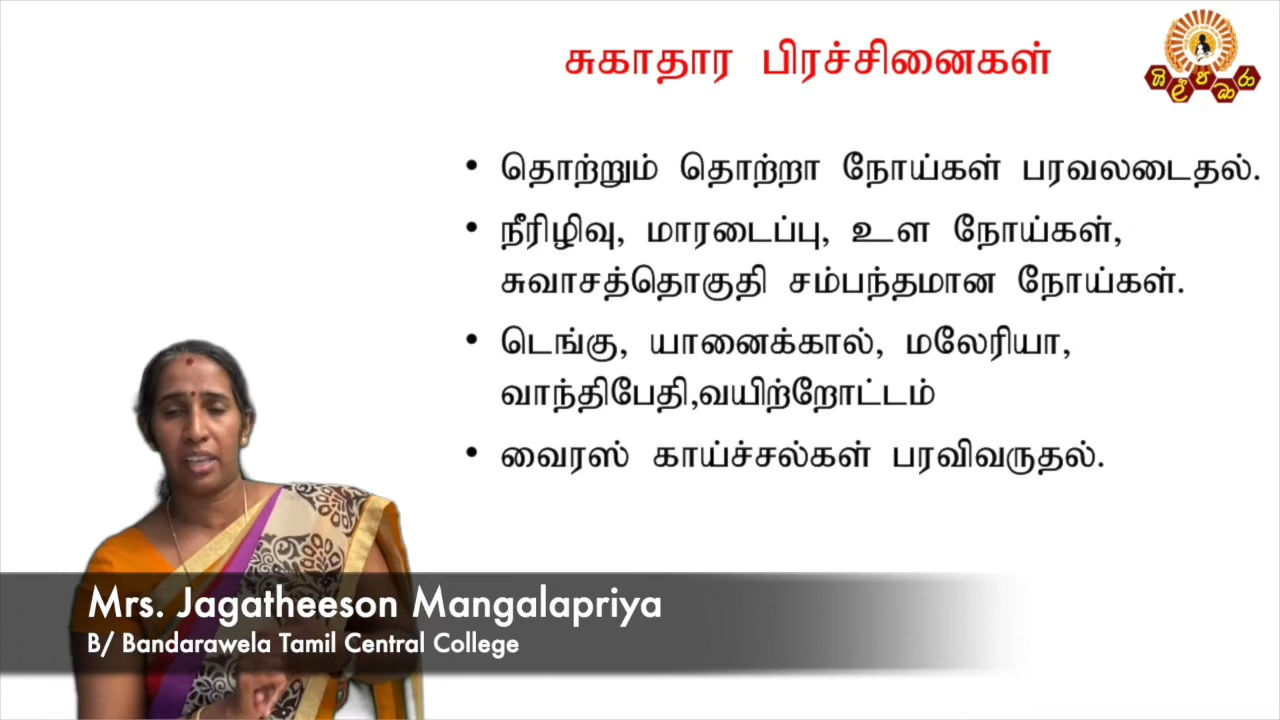 சுகாதார பிரச்சினைகள்
• தொற்றும் தொற்றா நோய்கள் பரவலடைதல்.
• நீரிழிவு, மாரடைப்பு, உள நோய்கள்,
சுவாசத்தொகுதி சம்பந்தமான நோய்கள்.
• டெங்கு, யானைக்கால், மலேரியா,
வாந்திபேதி,வயிற்றோட்டம்
• வைரஸ் காய்ச்சல்கள் பரவிவருதல்.
Mrs. Jagatheeson Mangalapriya
B/ Bandarawela Tamil Central College